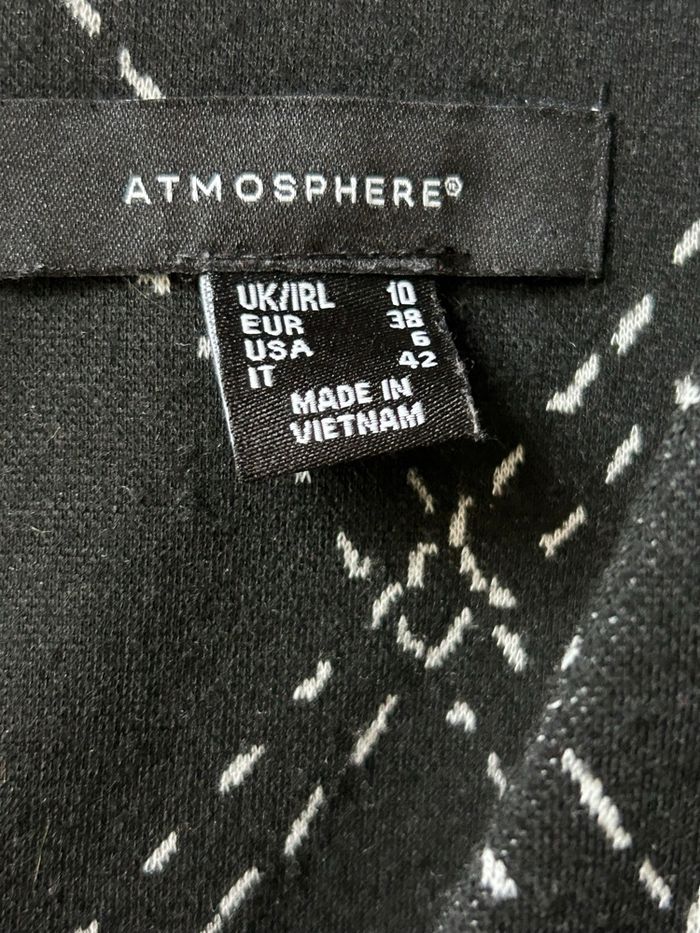 ATMOSPHERE®
UK/IRL 10
EUR 38
USA 6
IT 42
MADE IN
VIETNAM